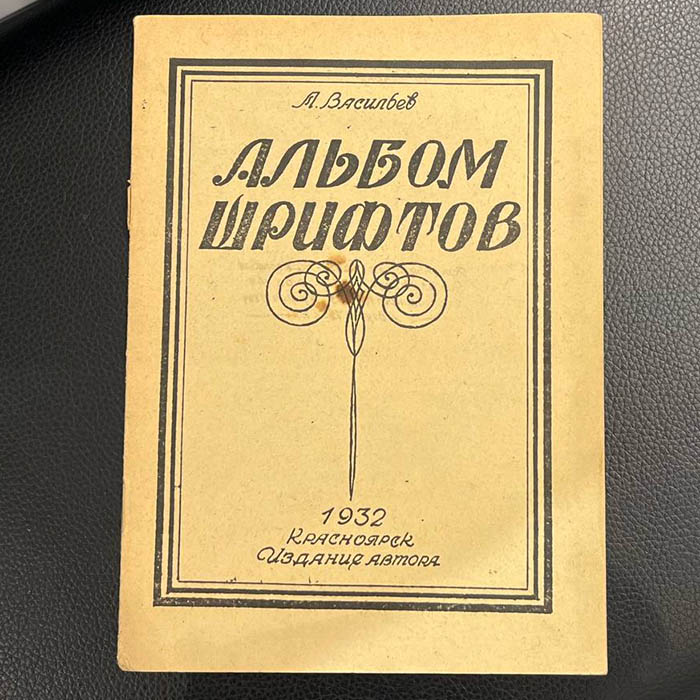 А. Васильев
АЛЬБОМ
ШРИФТОВ
1932
Красноярск
Издание автора